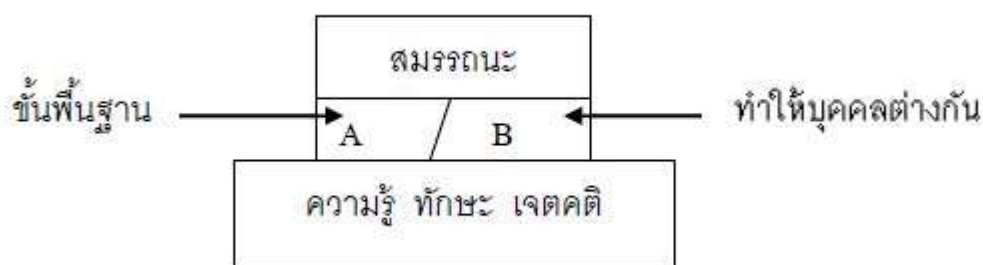 สมรรถนะ
ขั้นพื้นฐาน
ทำให้บุคคลต่างกัน
A
B
ความรู้ ทักษะ เจตคติ